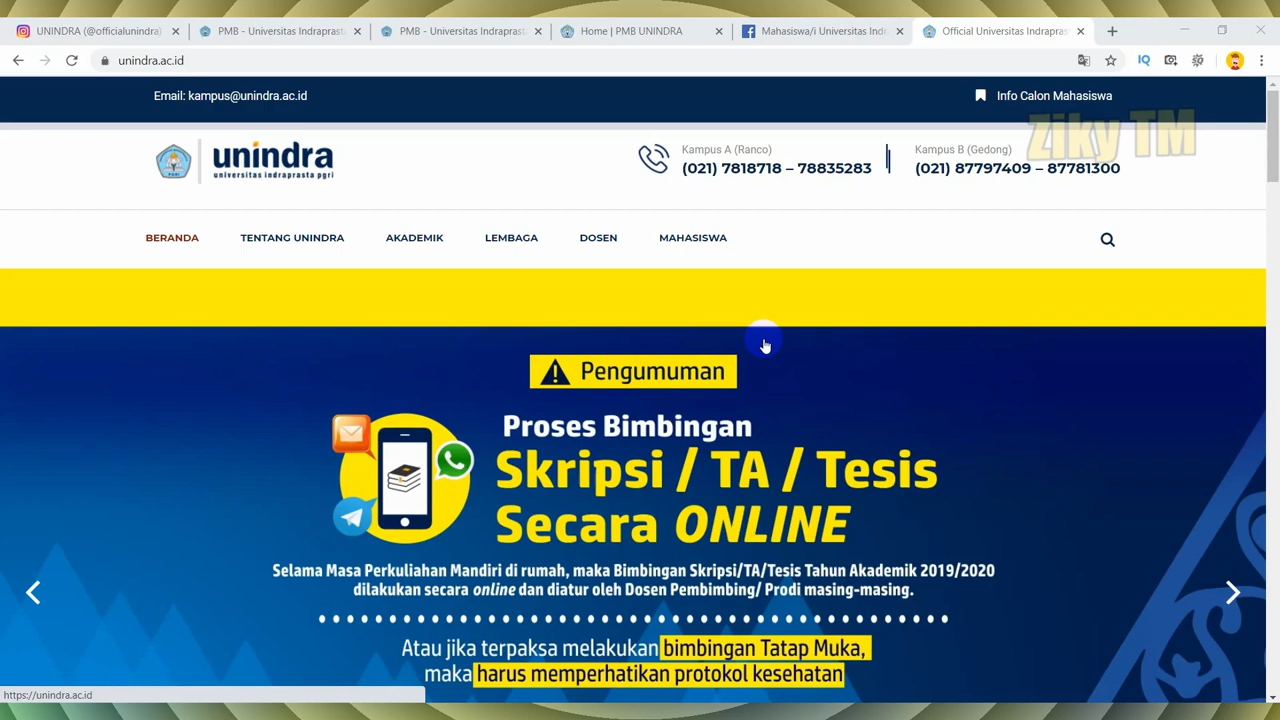 UNINDRA (@officialunindra)
PMB - Universitas Indraprasta
PMB - Universitas Indraprasta
Home | PMB UNINDRA
Mahasiswa/i Universitas Ind
Official Universitas Indrapras
unindra.ac.id
IQ
Email: kampus@unindra.ac.id
Info Calon Mahasiswa
Ziky TM
PGRI
unindra
universitas indraprasta pgri
Kampus A (Ranco)
(021) 7818718 – 78835283
Kampus B (Gedong)
(021) 87797409 – 87781300
BERANDA
TENTANG UNINDRA
AKADEMIK
LEMBAGA
DOSEN
MAHASISWA
Pengumuman
Proses Bimbingan
Skripsi / TA / Tesis
Secara ONLINE
Selama Masa Perkuliahan Mandiri di rumah, maka Bimbingan Skripsi/TA/Tesis Tahun Akademik 2019/2020
dilakukan secara online dan diatur oleh Dosen Pembimbing/ Prodi masing-masing.
Atau jika terpaksa melakukan bimbingan Tatap Muka,
maka harus memperhatikan protokol kesehatan
https://unindra.ac.id